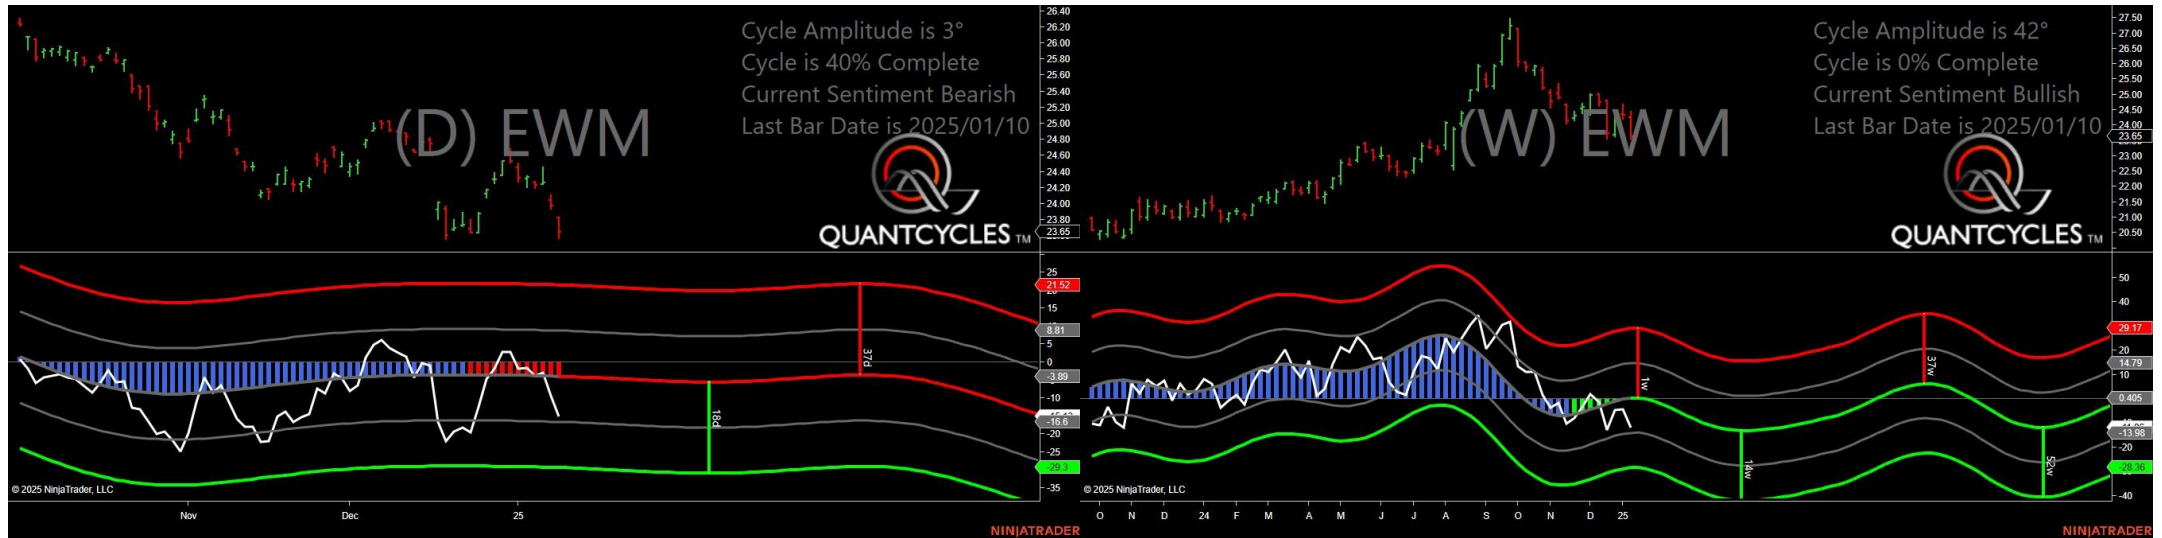 Cycle Amplitude is 3°
Cycle is 40% Complete
Current Sentiment Bearish
Last Bar Date is 2025/01/10
(D) EWM
QUANTCYCLES TM
26.40
26.20
26.00
25.80
25.60
25.40
25.20
25.00
24.80
24.60
24.40
24.20
24.00
23.80
23.65
25
21.52
15
8.81
5
0
-3.89
-10
-16.6
-20
-25
-29.3
-35
37d
18d
© 2025 NinjaTrader, LLC
Nov
Dec
25
NINJATRADER
Cycle Amplitude is 42°
Cycle is 0% Complete
Current Sentiment Bullish
Last Bar Date is 2025/01/10
(W) EWM
QUANTCYCLES TM
27.50
27.00
26.50
26.00
25.50
25.00
24.50
24.00
23.65
23.00
22.50
22.00
21.50
21.00
20.50
50
40
29.17
20
14.79
10
0.405
-13.98
-20
-28.36
-40
1w
37w
14w
52w
© 2025 NinjaTrader, LLC
O
N
D
24
F
M
A
M
J
J
A
S
O
N
D
25
NINJATRADER